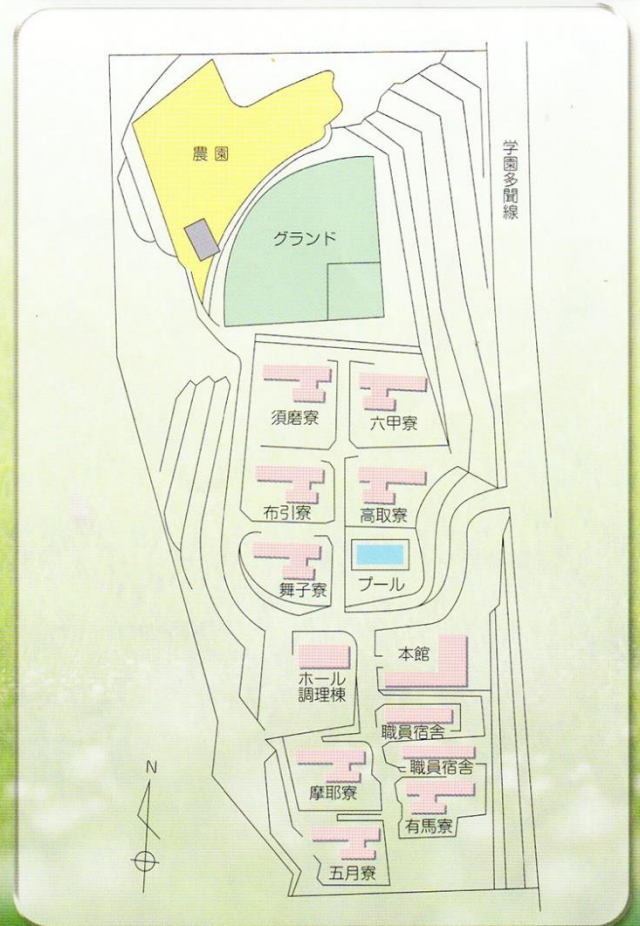 農園
学園多聞線
グランド
須磨寮
六甲寮
布引寮
高取寮
舞子寮
プール
本館
ホール
調理棟
職員宿舎
職員宿舎
摩耶寮
有馬寮
五月寮
N